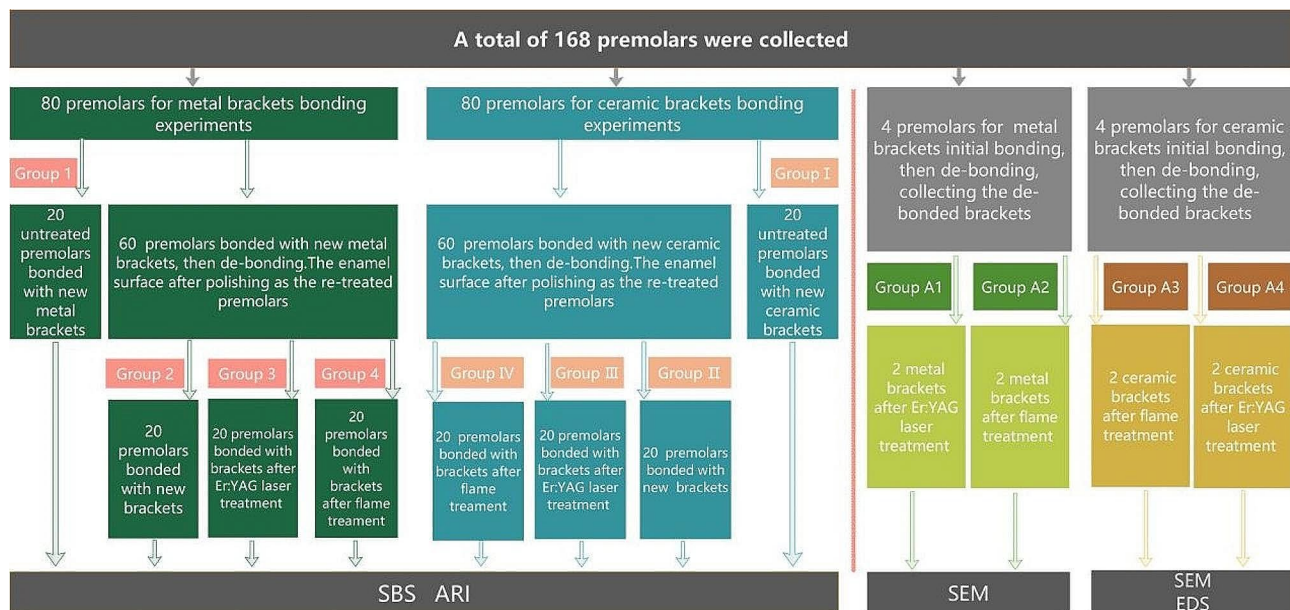 A total of 168 premolars were collected
80 premolars for metal brackets bonding
experiments
80 premolars for ceramic brackets bonding
experiments
4 premolars for metal
brackets initial bonding,
then de-bonding,
collecting the de-
bonded brackets
4 premolars for ceramic
brackets initial bonding,
then de-bonding,
collecting the de-
bonded brackets
Group 1
Group I
20
untreated
premolars
bonded
with new
metal
brackets
60 premolars bonded with new metal
brackets, then de-bonding.The enamel
surface after polishing as the re-treated
premolars
60 premolars bonded with new ceramic
brackets, then de-bonding.The enamel
surface after polishing as the re-treated
premolars
20
untreated
premolars
bonded
with new
ceramic
brackets
Group A1
Group A2
Group A3
Group A4
Group 2
Group 3
Group 4
Group IV
Group III
Group II
20
premolars
bonded
with new
brackets
20 premolars
bonded with
brackets after
Er:YAG laser
treatment
20
premolars
bonded
with
brackets
after flame
treament
20 premolars
bonded with
brackets after
flame
treament
20 premolars
bonded with
brackets after
Er:YAG laser
treatment
20 premolars
bonded with
new brackets
2 metal
brackets
after Er:YAG
laser
treatment
2 metal
brackets
after flame
treatment
2 ceramic
brackets
after flame
treatment
2 ceramic
brackets
after Er:YAG
laser
treatment
SBS ARI
SEM
SEM
EDS